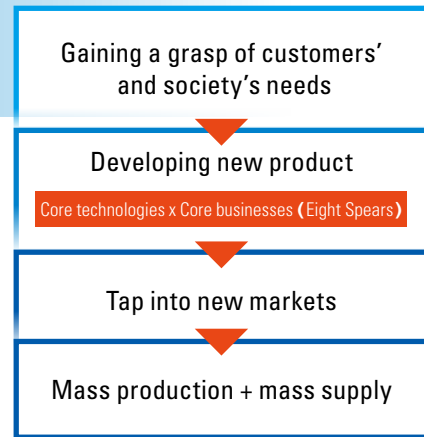 Gaining a grasp of customers’
and society’s needs
Developing new product
Core technologies x Core businesses (Eight Spears)
Tap into new markets
Mass production + mass supply